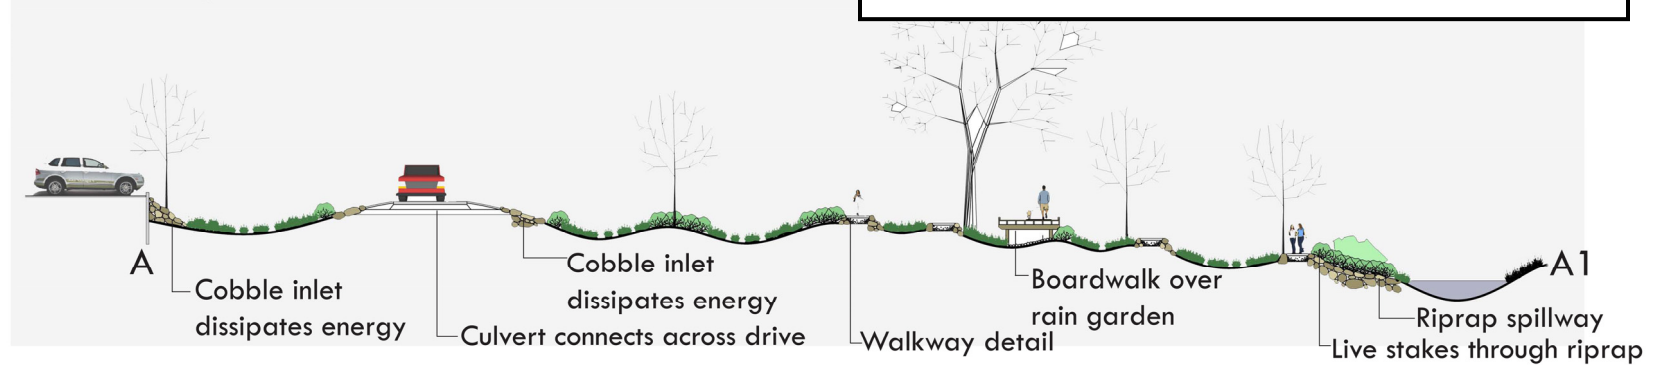 A
Cobble inlet
dissipates energy
Culvert connects across drive
Cobble inlet
dissipates energy
Walkway detail
Boardwalk over
rain garden
A1
Riprap spillway
Live stakes through riprap